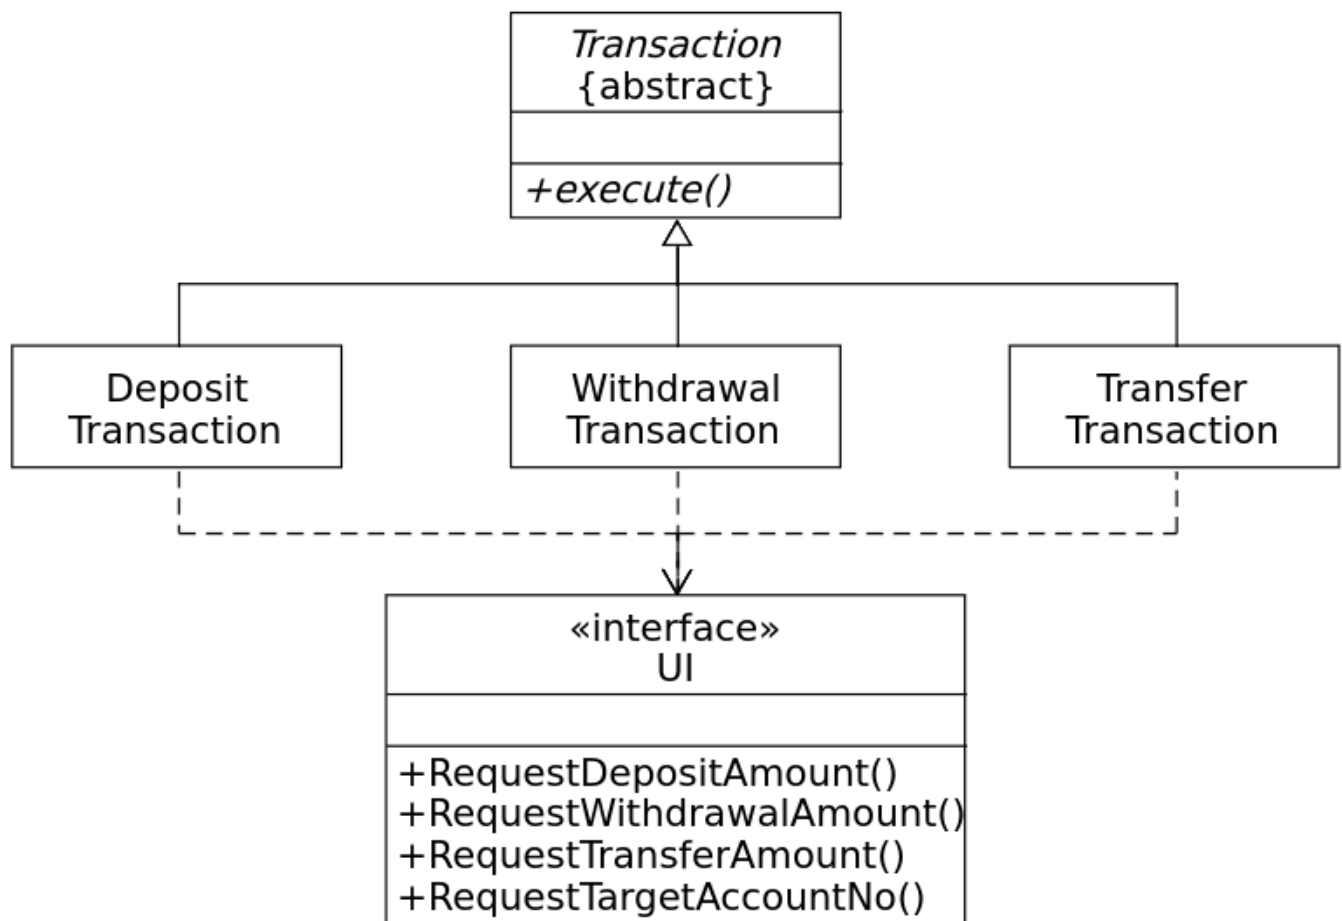 Transaction
{abstract}
+execute()
Deposit
Transaction
Withdrawal
Transaction
Transfer
Transaction
«interface»
UI
+RequestDepositAmount()
+RequestWithdrawalAmount()
+RequestTransferAmount()
+RequestTargetAccountNo()